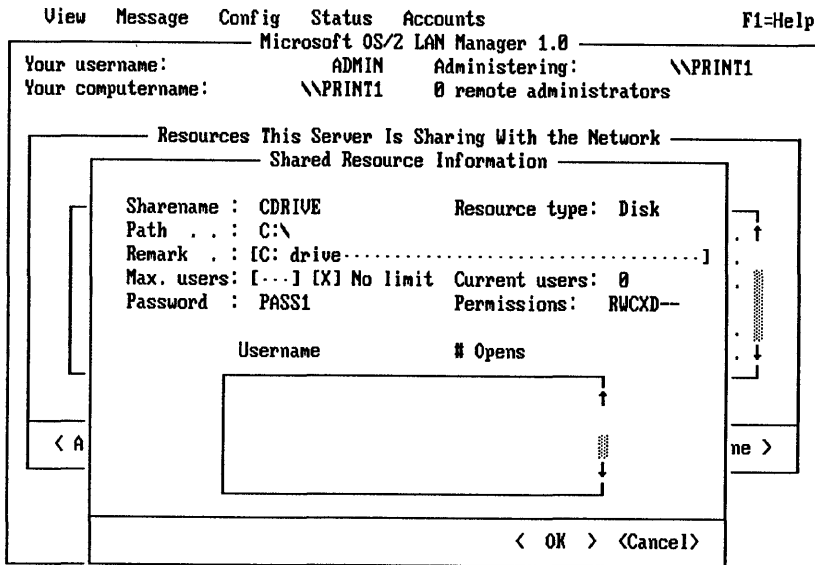 View Message Config Status Accounts F1=Help
Microsoft OS/2 LAN Manager 1.0
Your username: ADMIN Administering: \\PRINT1
Your computername: \\PRINT1 0 remote administrators
Resources This Server Is Sharing With the Network
Shared Resource Information
Sharename : CDRIVE Resource type: Disk
Path . . : C:\
Remark . : [C: drive·····································]
Max. users: [···] [X] No limit Current users: 0
Password : PASS1 Permissions: RWCXD--
Username # Opens
< A
ne >
< OK > <Cancel>